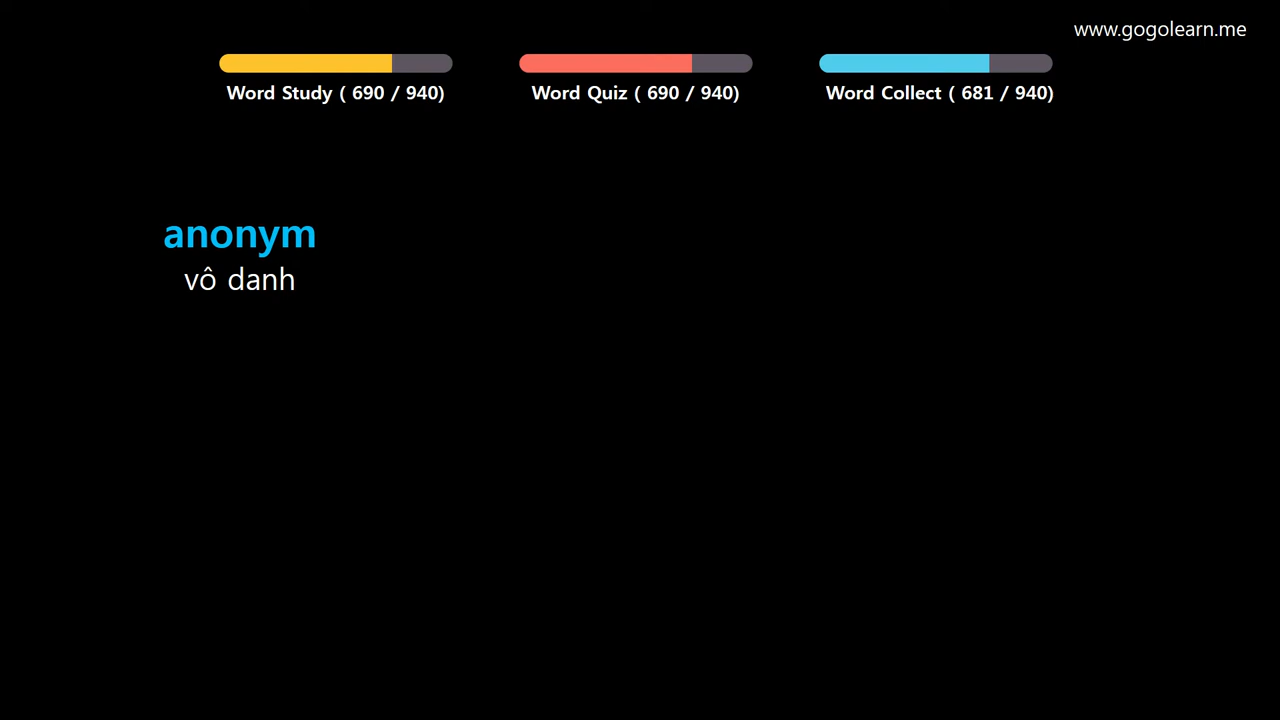 www.gogolearn.me
Word Study ( 690 / 940)
Word Quiz ( 690 / 940)
Word Collect ( 681 / 940)
anonym
vô danh